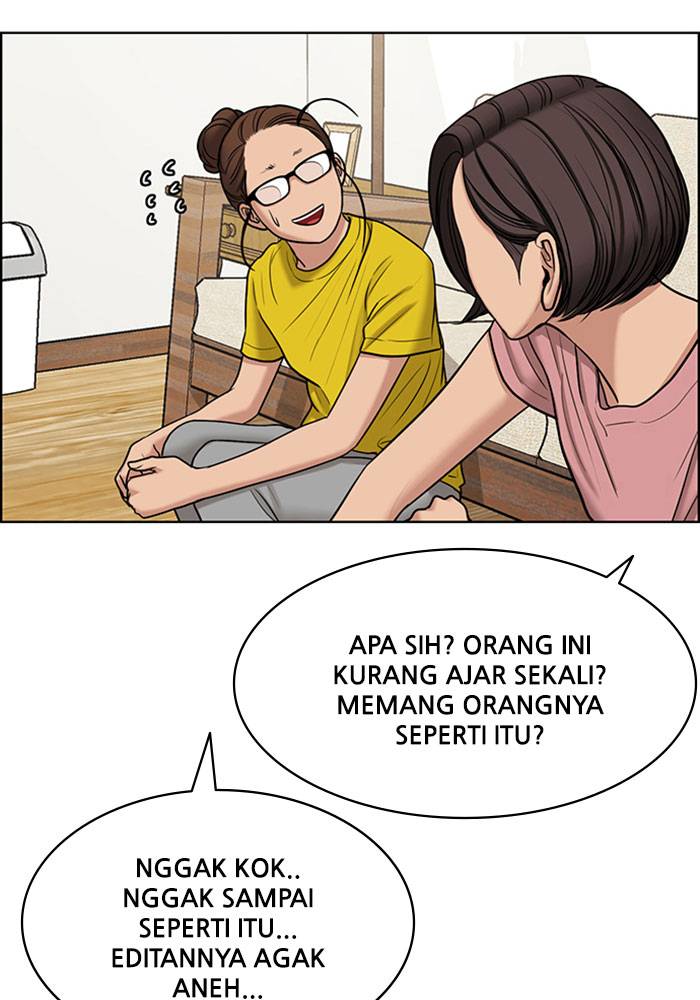 APA SIH? ORANG INI
KURANG AJAR SEKALI?
MEMANG ORANGNYA
SEPERTI ITU?
NGGAK KOK..
NGGAK SAMPAI
SEPERTI ITU...
EDITANNYA AGAK
ANEH...